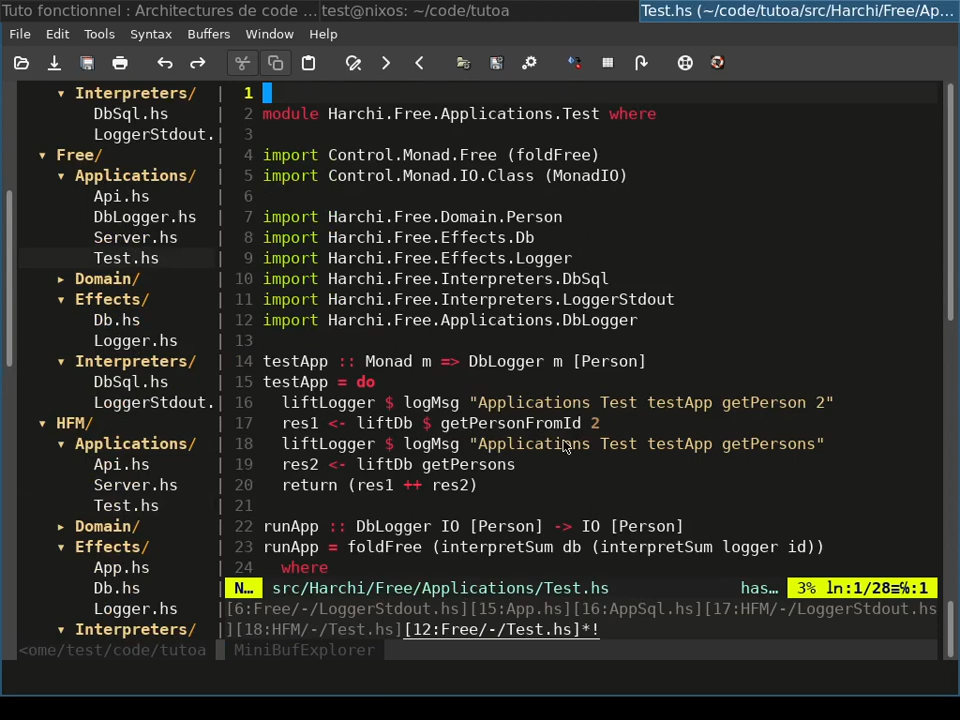 Tuto fonctionnel : Architectures de code ...
test@nixos: ~/code/tutoa
Test.hs (~/code/tutoa/src/Harchi/Free/Ap...
File Edit Tools Syntax Buffers Window Help
▾ Interpreters/
DbSql.hs
LoggerStdout.
▾ Free/
▾ Applications/
Api.hs
DbLogger.hs
Server.hs
Test.hs
▸ Domain/
▾ Effects/
Db.hs
Logger.hs
▾ Interpreters/
DbSql.hs
LoggerStdout.
▾ HFM/
▾ Applications/
Api.hs
Server.hs
Test.hs
▸ Domain/
▾ Effects/
App.hs
Db.hs
Logger.hs
▾ Interpreters/
<ome/test/code/tutoa
1
2 module Harchi.Free.Applications.Test where
3
4 import Control.Monad.Free (foldFree)
5 import Control.Monad.IO.Class (MonadIO)
6
7 import Harchi.Free.Domain.Person
8 import Harchi.Free.Effects.Db
9 import Harchi.Free.Effects.Logger
10 import Harchi.Free.Interpreters.DbSql
11 import Harchi.Free.Interpreters.LoggerStdout
12 import Harchi.Free.Applications.DbLogger
13
14 testApp :: Monad m => DbLogger m [Person]
15 testApp = do
16   liftLogger $ logMsg "Applications Test testApp getPerson 2"
17   res1 <- liftDb $ getPersonFromId 2
18   liftLogger $ logMsg "Applications Test testApp getPersons"
19   res2 <- liftDb getPersons
20   return (res1 ++ res2)
21
22 runApp :: DbLogger IO [Person] -> IO [Person]
23 runApp = foldFree (interpretSum db (interpretSum logger id))
24   where
N… src/Harchi/Free/Applications/Test.hs has… 3% ln:1/28≡%:1
[6:Free/-/LoggerStdout.hs][15:App.hs][16:AppSql.hs][17:HFM/-/LoggerStdout.hs
][18:HFM/-/Test.hs][12:Free/-/Test.hs]*!
MiniBufExplorer